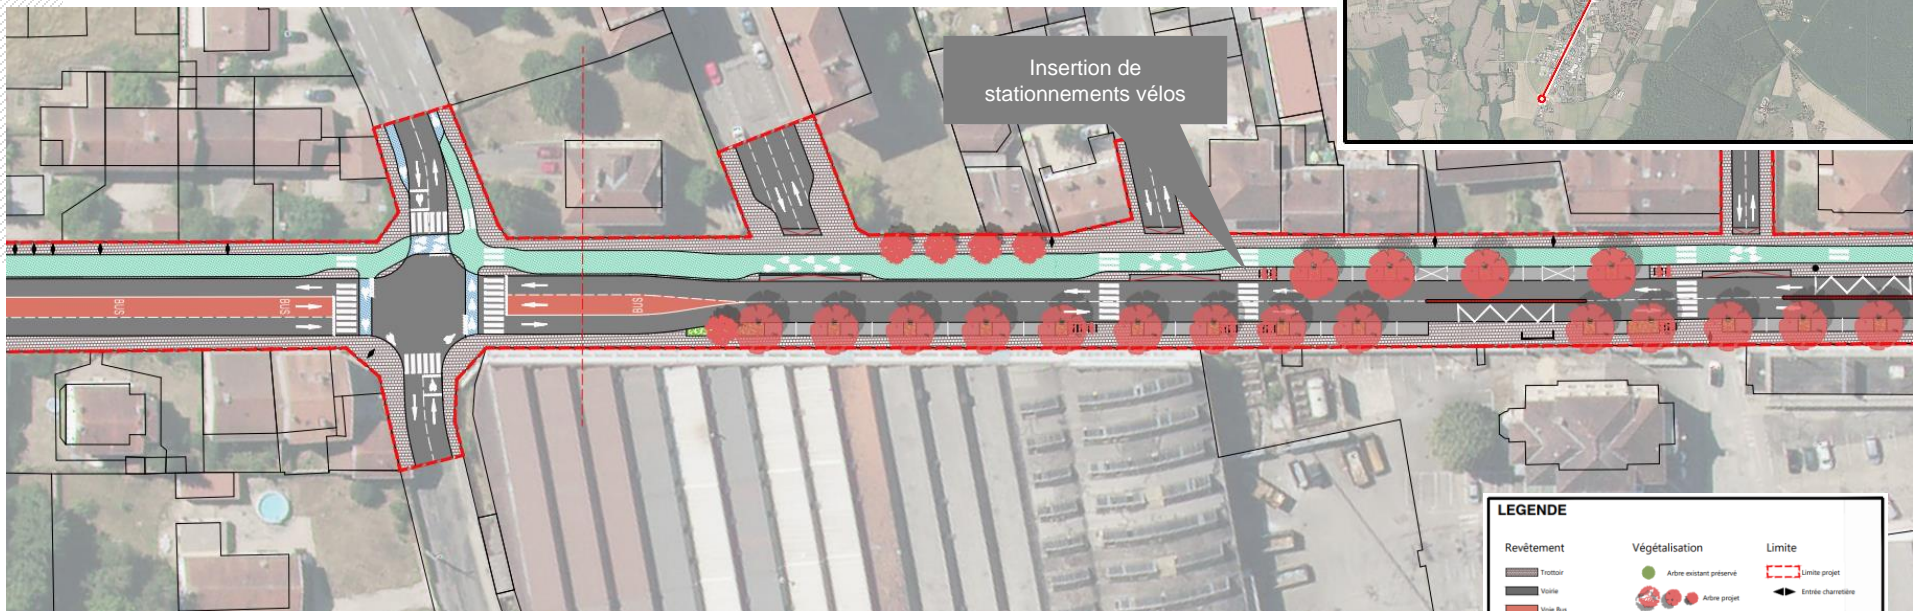 Insertion de
stationnements vélos
BUS
BUS
BUS
LEGENDE
Revêtement
Végétalisation
Limite
Trottoir
Arbre existant préservé
Limite projet
Voirie
Arbre projet
Entrée charretière
Voie Bus